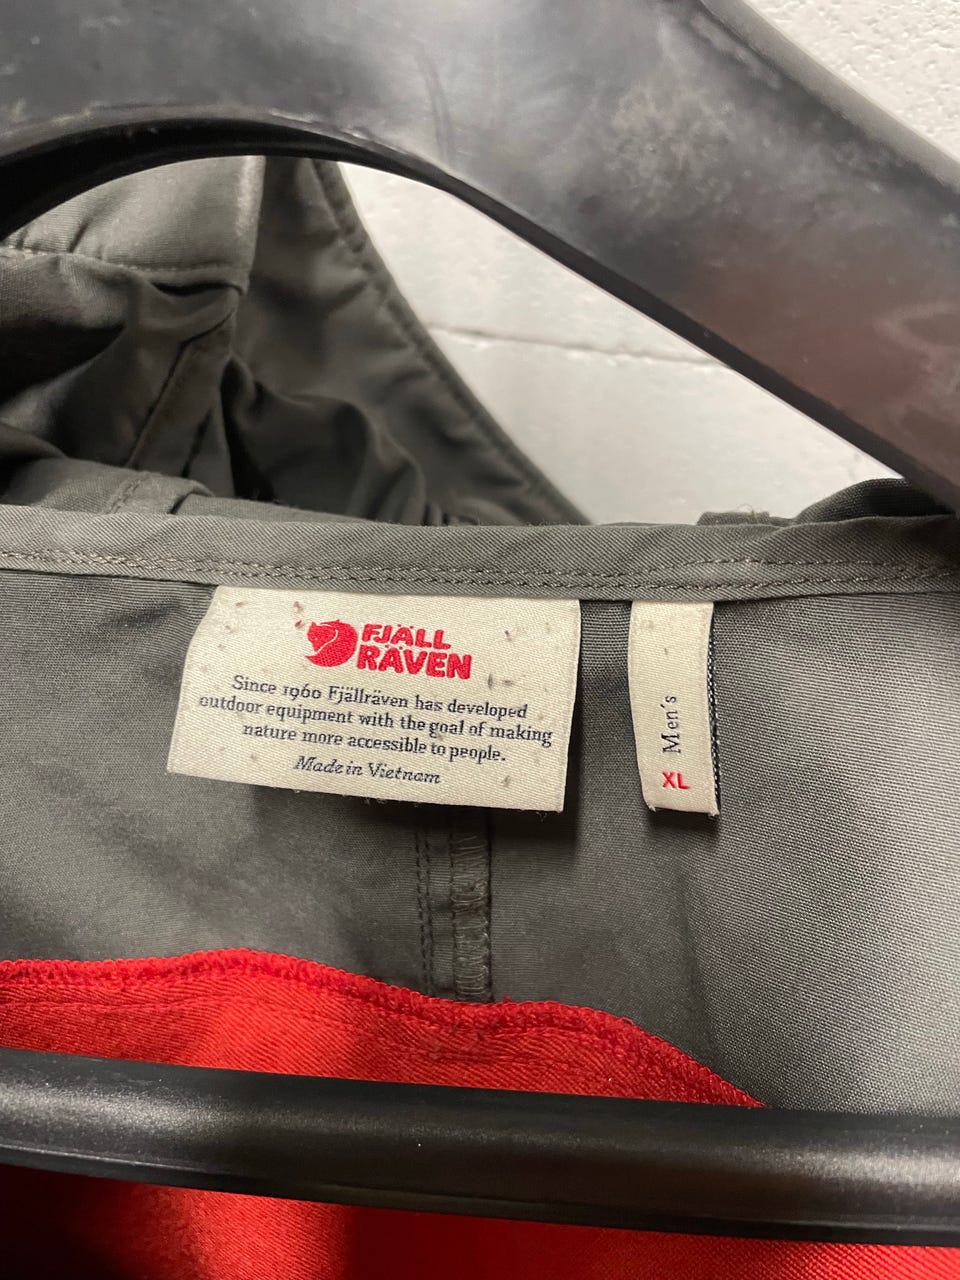 FJÄLL
RÄVEN
Since 1960 Fjällräven has developed
outdoor equipment with the goal of making
nature more accessible to people.
Made in Vietnam
Men's
XL